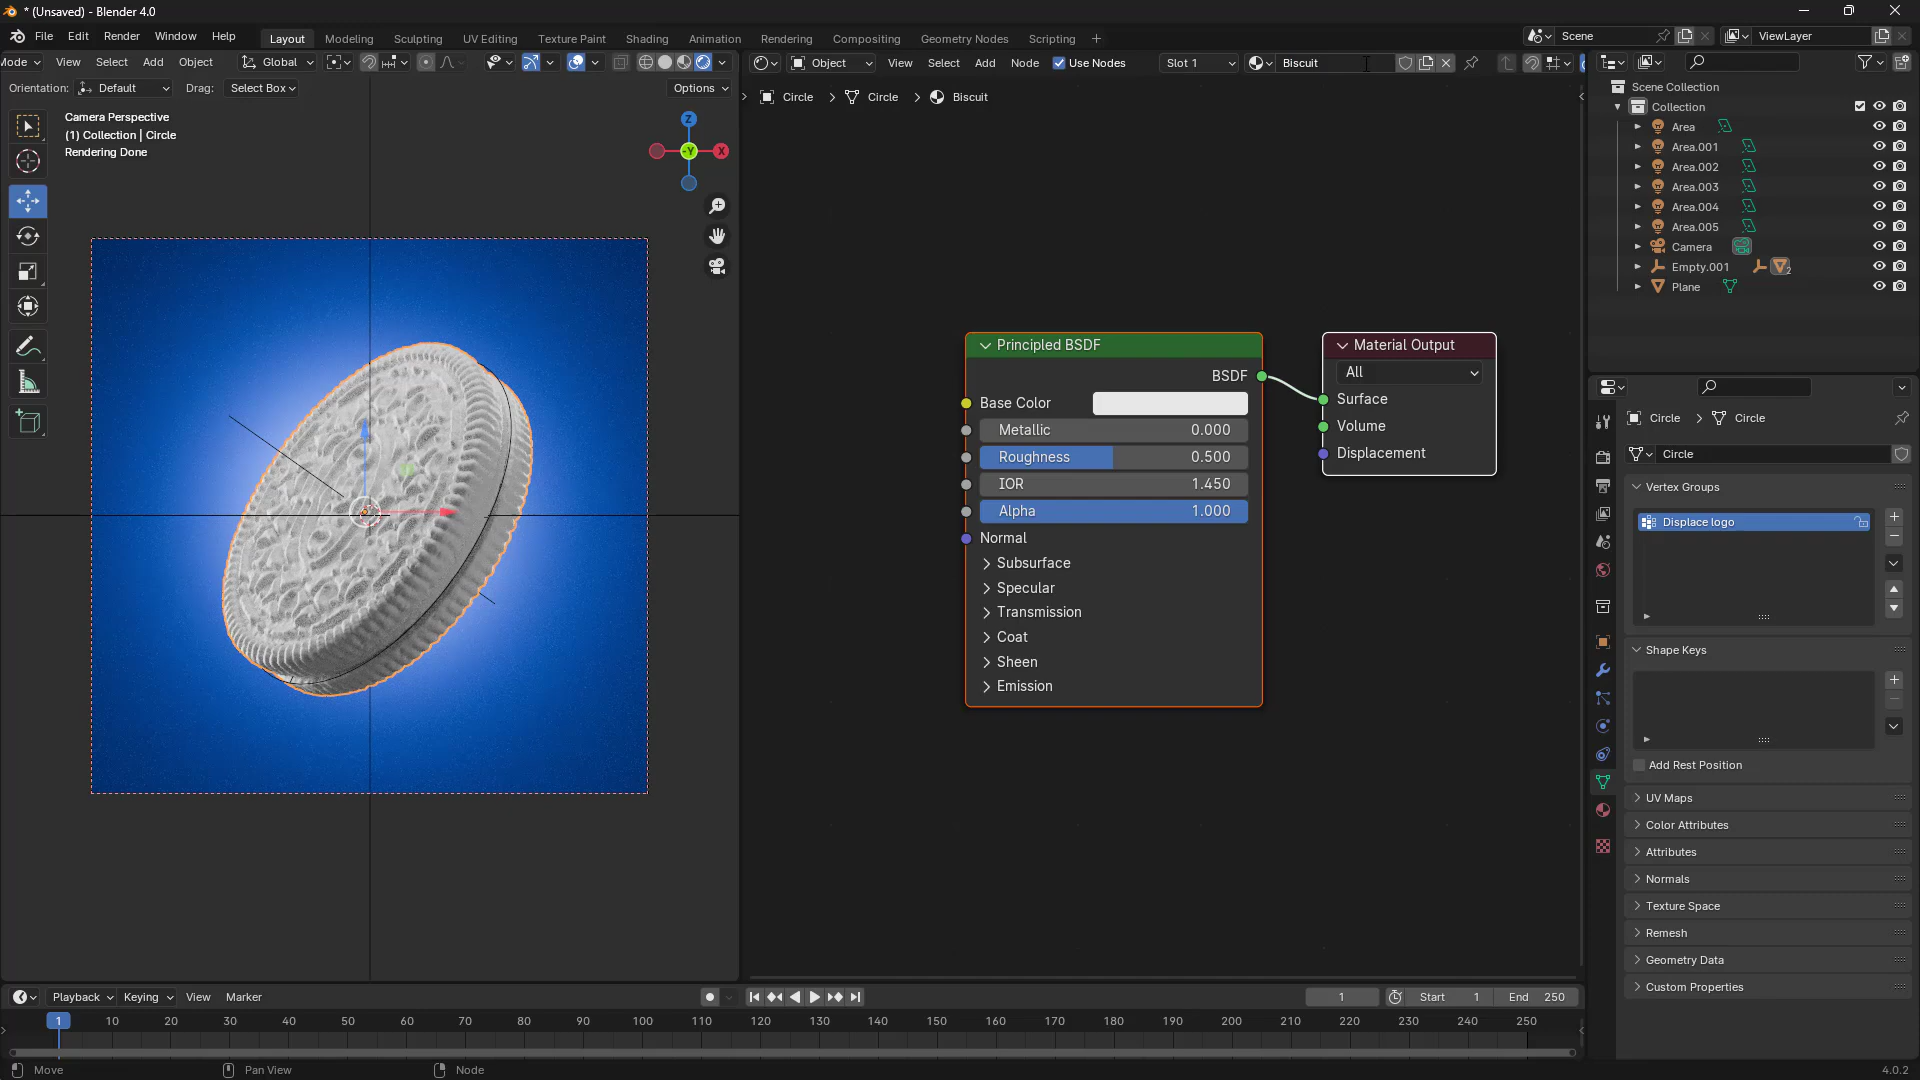 * (Unsaved) - Blender 4.0
File Edit Render Window Help Layout Modeling Sculpting UV Editing Texture Paint Shading Animation Rendering Compositing Geometry Nodes Scripting + Scene ViewLayer
Mode View Select Add Object Global Options
Orientation: Default Drag: Select Box Options
Object View Select Add Node Use Nodes Slot 1 Biscuit
Circle > Circle > Biscuit
Camera Perspective
(1) Collection | Circle
Rendering Done
Z
-Y X
Principled BSDF
BSDF
Base Color
Metallic 0.000
Roughness 0.500
IOR 1.450
Alpha 1.000
Normal
Subsurface
Specular
Transmission
Coat
Sheen
Emission
Material Output
All
Surface
Volume
Displacement
Scene Collection
Collection
Area
Area.001
Area.002
Area.003
Area.004
Area.005
Camera
Empty.001 2
Plane
Circle > Circle
Circle
Vertex Groups
Displace logo
Shape Keys
Add Rest Position
UV Maps
Color Attributes
Attributes
Normals
Texture Space
Remesh
Geometry Data
Custom Properties
Playback Keying View Marker 1 Start 1 End 250
1 10 20 30 40 50 60 70 80 90 100 110 120 130 140 150 160 170 180 190 200 210 220 230 240 250
Move Pan View Node 4.0.2